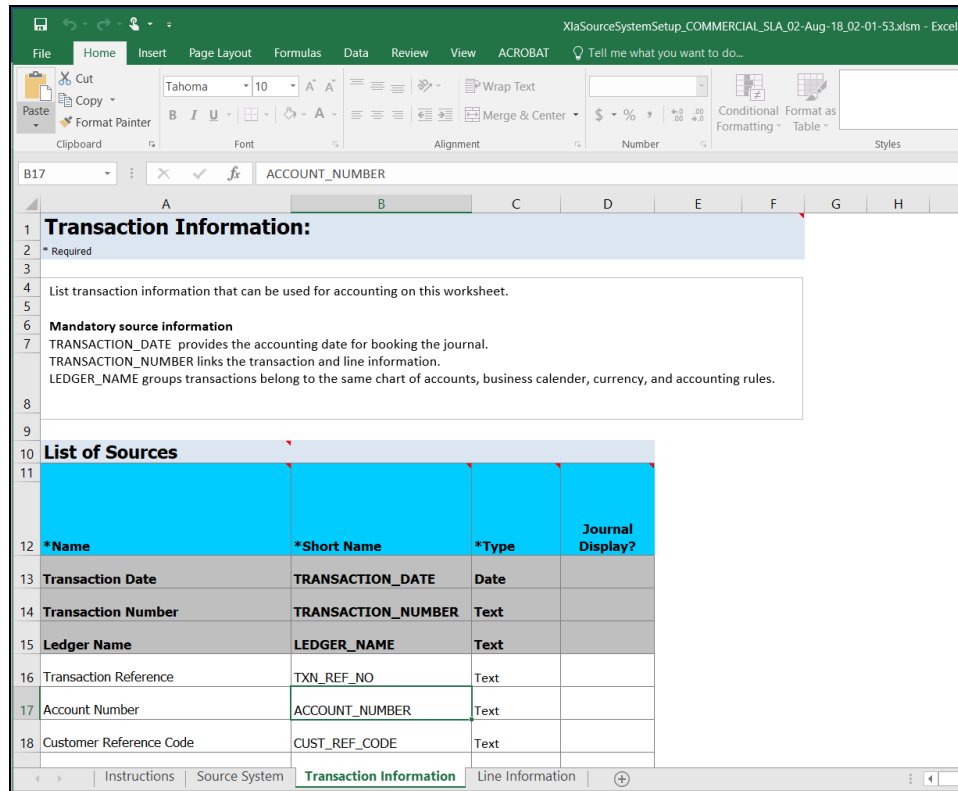 XlaSourceSystemSetup_COMMERCIAL_SLA_02-Aug-18_02-01-53.xlsm - Excel
File Home Insert Page Layout Formulas Data Review View ACROBAT Tell me what you want to do...
Paste
Cut
Copy
Format Painter
Clipboard
Tahoma 10
A A
B I U A
Font
Wrap Text
Merge & Center
Alignment
$ % , .0 .00 .00 .0
Number
Conditional Formatting
Format as Table
Styles
B17 fx ACCOUNT_NUMBER
A B C D E F G H
1 Transaction Information:
2 * Required
3
4 List transaction information that can be used for accounting on this worksheet.
5
6 Mandatory source information
7 TRANSACTION_DATE provides the accounting date for booking the journal.
TRANSACTION_NUMBER links the transaction and line information.
LEDGER_NAME groups transactions belong to the same chart of accounts, business calender, currency, and accounting rules.
8
9
10 List of Sources
11
12 *Name *Short Name *Type Journal Display?
13 Transaction Date TRANSACTION_DATE Date
14 Transaction Number TRANSACTION_NUMBER Text
15 Ledger Name LEDGER_NAME Text
16 Transaction Reference TXN_REF_NO Text
17 Account Number ACCOUNT_NUMBER Text
18 Customer Reference Code CUST_REF_CODE Text
Instructions Source System Transaction Information Line Information